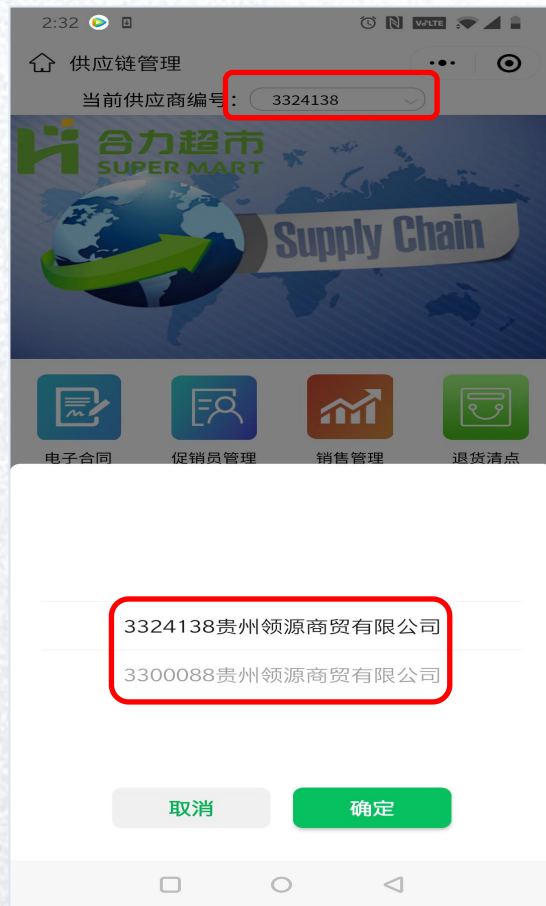 2:32
VoLTE
供应链管理
当前供应商编号： 3324138
合力超市
SUPER MART
Supply Chain
电子合同 促销员管理 销售管理 退货清点
3324138贵州领源商贸有限公司
3300088贵州领源商贸有限公司
取消 确定